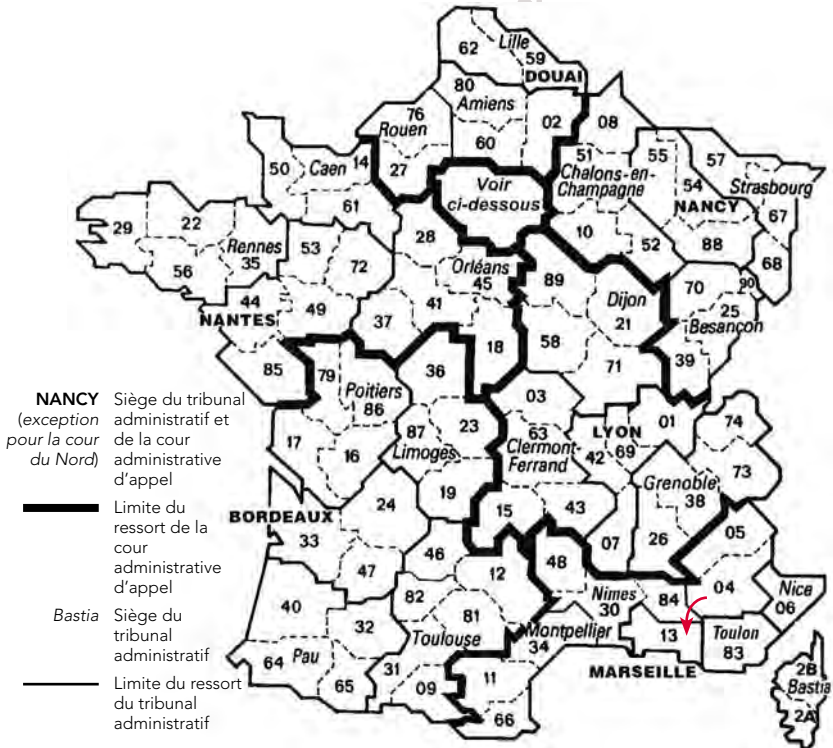 62
Lille
59
DOUAI
80
Amiens
76
Rouen
02
08
60
27
50
Caen
14
61
Voir
ci-dessous
51
Chalons-en-
Champagne
55
57
54
Strasbourg
NANCY
67
10
52
88
68
29
22
Rennes
35
56
53
72
28
Orléans
45
89
Dijon
21
70
90
25
Besançon
44
NANTES
49
37
41
18
58
71
39
85
79
Poitiers
86
36
03
17
16
87
Limoges
23
63
Clermont
Ferrand
LYON
42
69
01
74
73
19
15
43
Grenoble
38
07
26
05
BORDEAUX
33
24
47
46
12
48
Nimes
30
84
04
Nice
06
40
82
81
32
Toulouse
Montpellier
34
13
Toulon
83
MARSEILLE
64
Pau
65
31
09
11
66
2B
Bastia
2A
NANCY
(exception
pour la cour
du Nord)
Siège du tribunal
administratif et
de la cour
administrative
d'appel
Limite du
ressort de la
cour
administrative
d'appel
Bastia
Siège du
tribunal
administratif
Limite du ressort
du tribunal
administratif